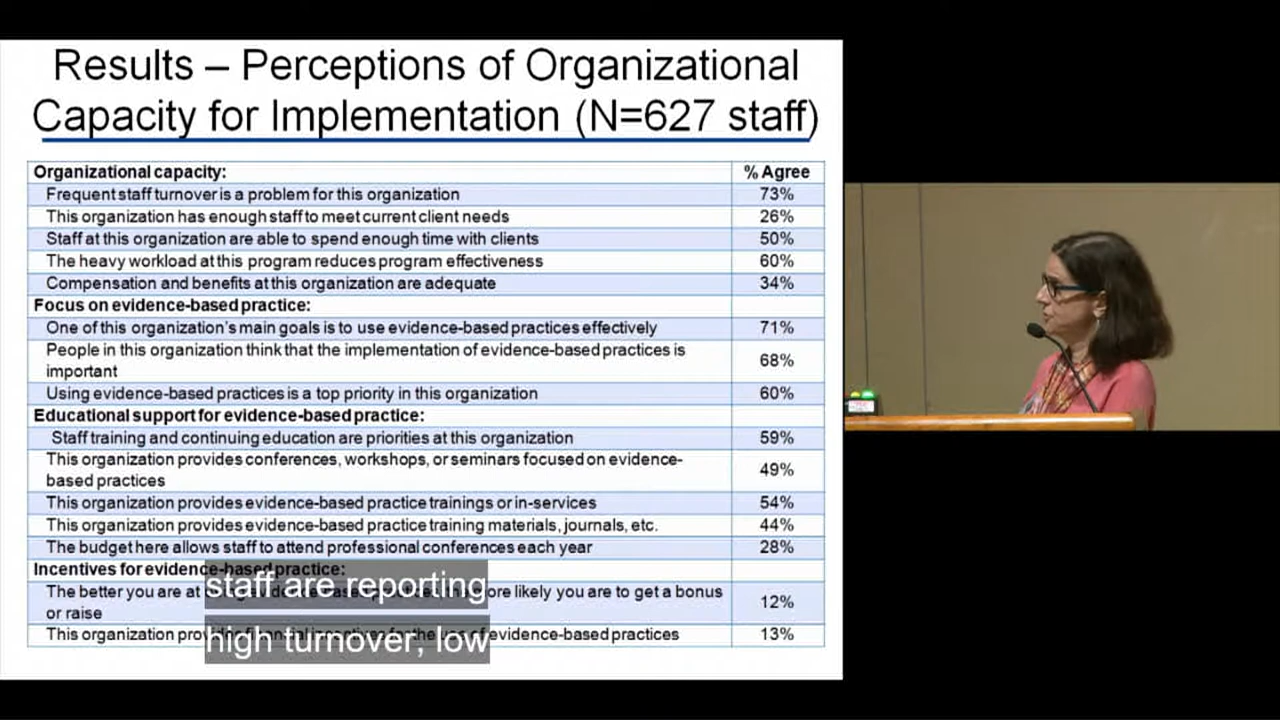 Results – Perceptions of Organizational
Capacity for Implementation (N=627 staff)
Organizational capacity: % Agree
Frequent staff turnover is a problem for this organization 73%
This organization has enough staff to meet current client needs 26%
Staff at this organization are able to spend enough time with clients 50%
The heavy workload at this program reduces program effectiveness 60%
Compensation and benefits at this organization are adequate 34%
Focus on evidence-based practice:
One of this organization's main goals is to use evidence-based practices effectively 71%
People in this organization think that the implementation of evidence-based practices is
important 68%
Using evidence-based practices is a top priority in this organization 60%
Educational support for evidence-based practice:
Staff training and continuing education are priorities at this organization 59%
This organization provides conferences, workshops, or seminars focused on evidence-
based practices 49%
This organization provides evidence-based practice trainings or in-services 54%
This organization provides evidence-based practice training materials, journals, etc. 44%
The budget here allows staff to attend professional conferences each year 28%
Incentives for evidence-based practice:
The better you are at likely you are to get a bonus
or raise 12%
This organization evidence-based practices 13%
staff are reporting
high turnover, low